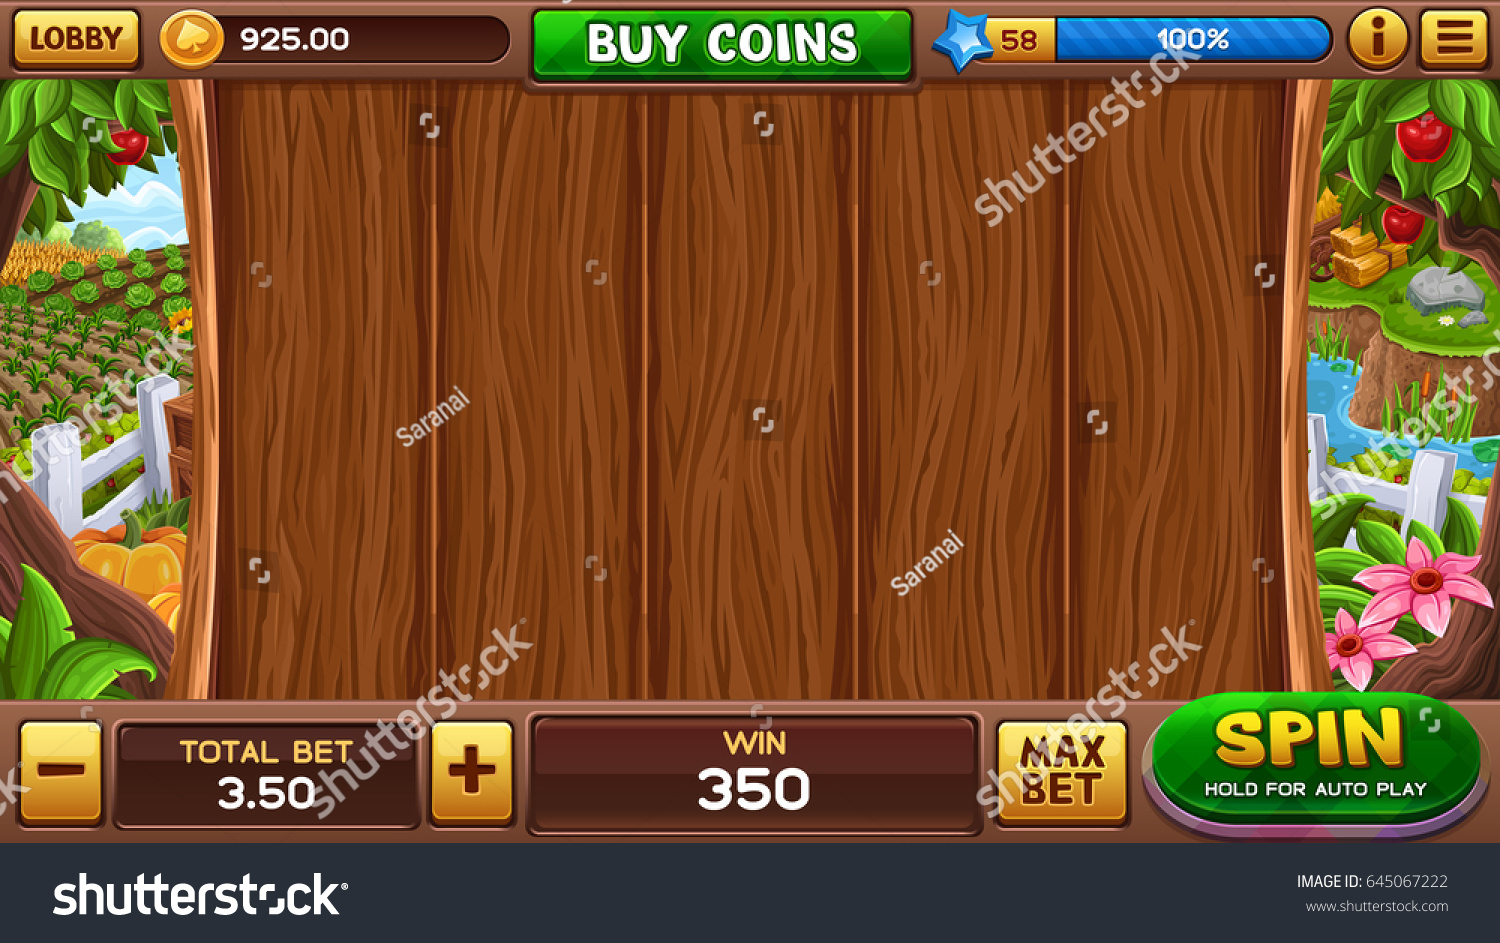 LOBBY
925.00
BUY COINS
58
100%
shutterstock
Saranai
shutterstock
shutterstock
Saranai
shutterstock
shutterstock
TOTAL BET
3.50
WIN
350
MAX
BET
SPIN
HOLD FOR AUTO PLAY
shutterstock
IMAGE ID: 645067222
www.shutterstock.com